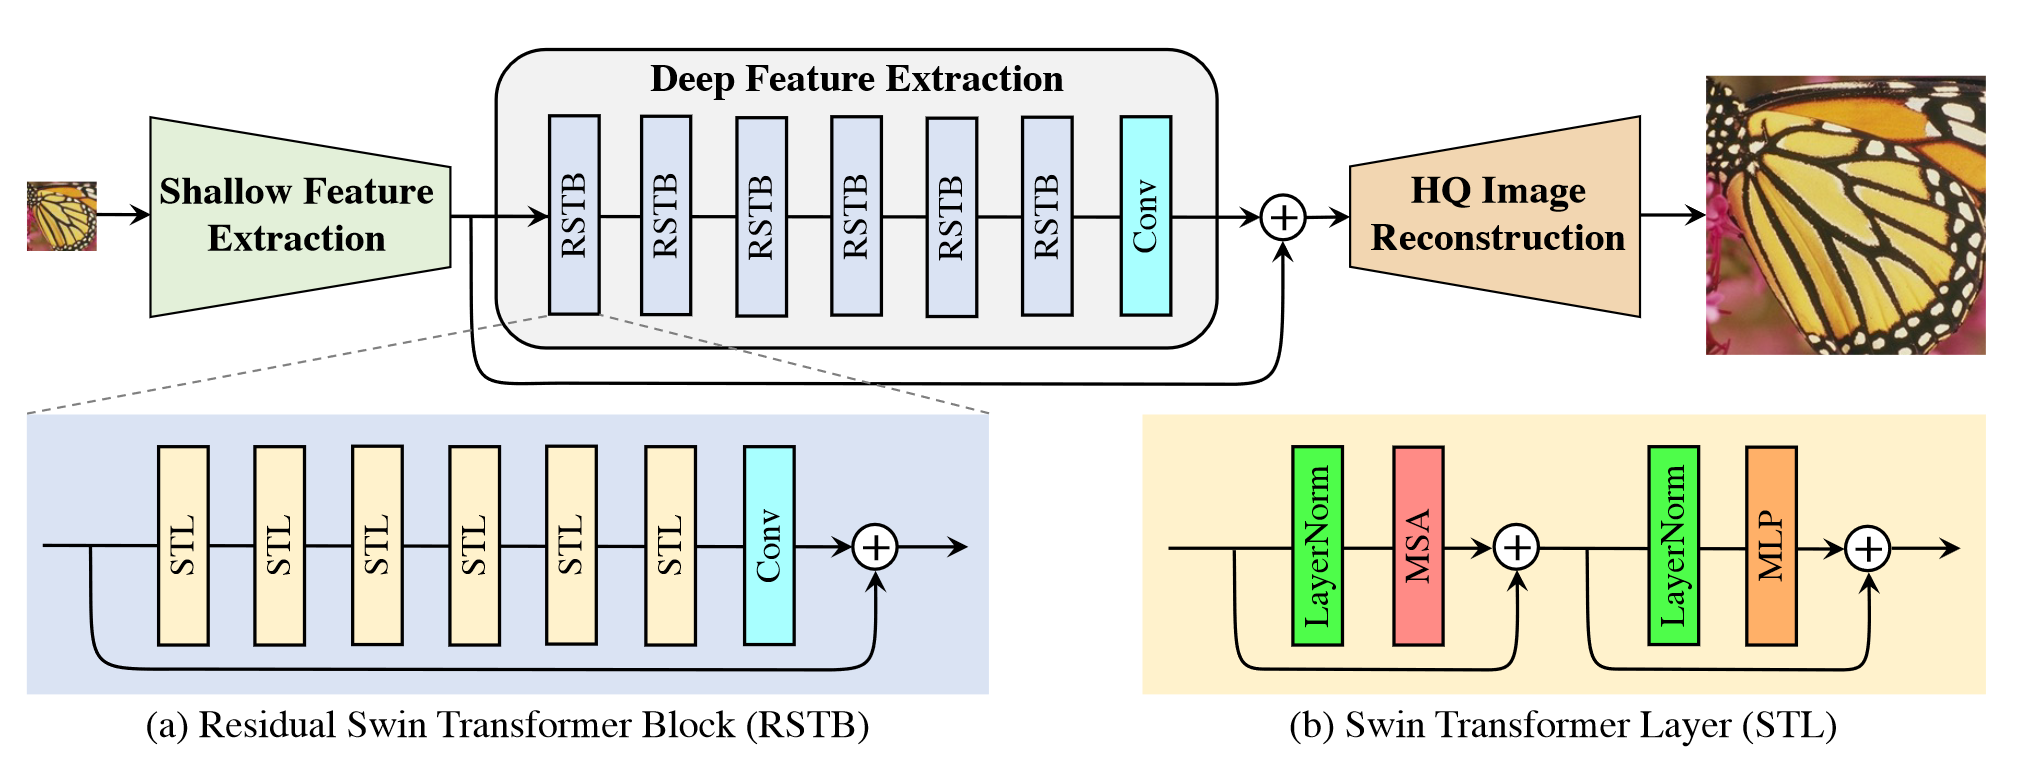 Deep Feature Extraction
Shallow Feature
Extraction
RSTB
RSTB
RSTB
RSTB
RSTB
RSTB
Conv
+
HQ Image
Reconstruction
STL
STL
STL
STL
STL
STL
Conv
+
LayerNorm
MSA
+
LayerNorm
MLP
+
(a) Residual Swin Transformer Block (RSTB)
(b) Swin Transformer Layer (STL)